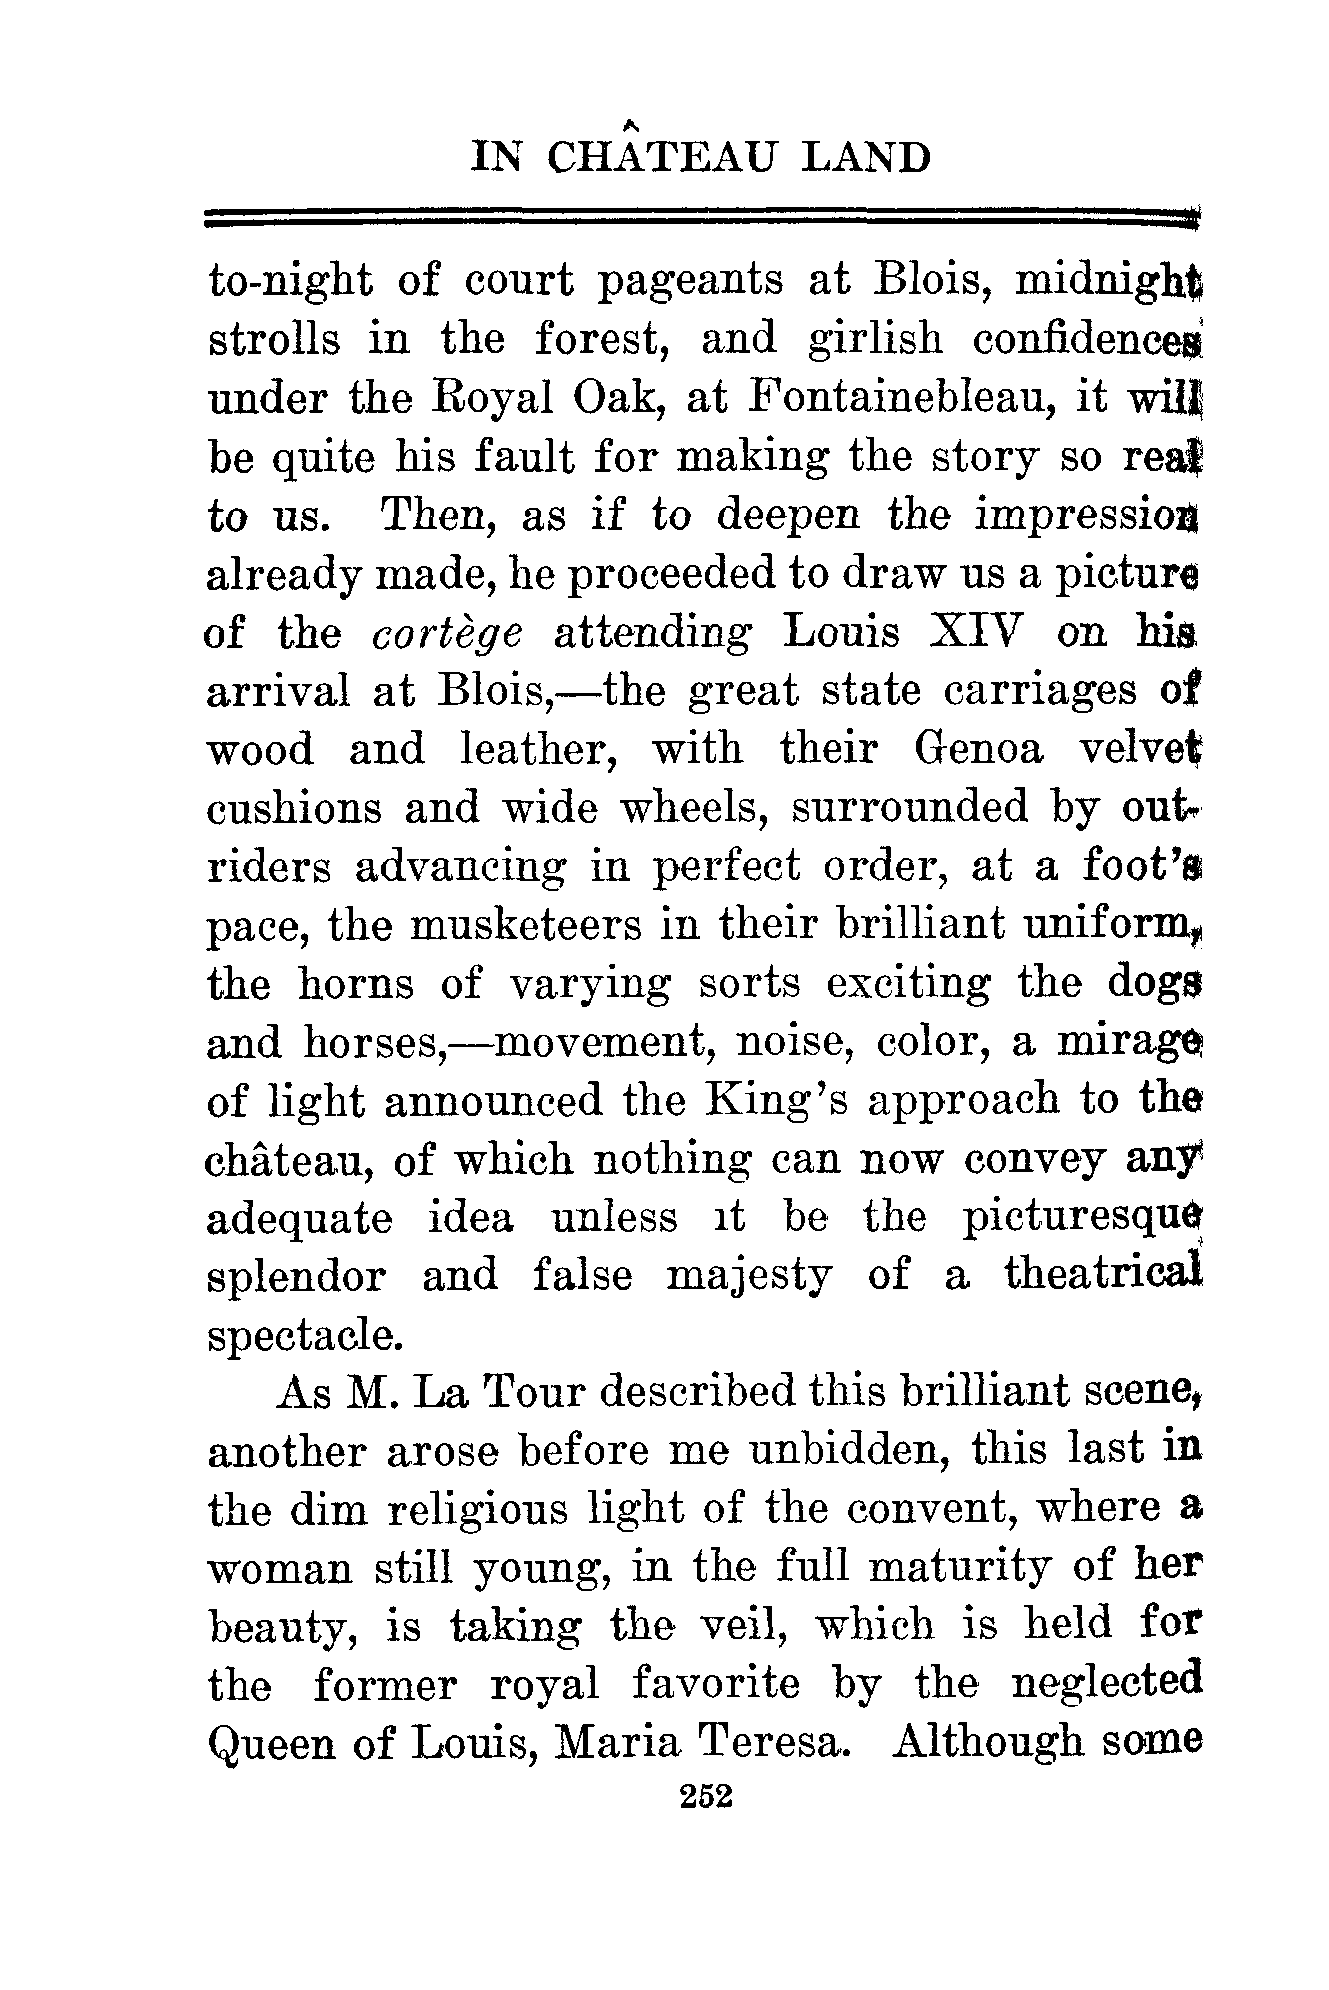 IN CHÂTEAU LAND
to-night of court pageants at Blois, midnight
strolls in the forest, and girlish confidences
under the Royal Oak, at Fontainebleau, it will
be quite his fault for making the story so real
to us. Then, as if to deepen the impression
already made, he proceeded to draw us a picture
of the cortège attending Louis XIV on his
arrival at Blois,—the great state carriages of
wood and leather, with their Genoa velvet
cushions and wide wheels, surrounded by out-
riders advancing in perfect order, at a foot's
pace, the musketeers in their brilliant uniform,
the horns of varying sorts exciting the dogs
and horses,—movement, noise, color, a mirage
of light announced the King's approach to the
château, of which nothing can now convey any
adequate idea unless it be the picturesque
splendor and false majesty of a theatrical
spectacle.
As M. La Tour described this brilliant scene,
another arose before me unbidden, this last in
the dim religious light of the convent, where a
woman still young, in the full maturity of her
beauty, is taking the veil, which is held for
the former royal favorite by the neglected
Queen of Louis, Maria Teresa. Although some
252